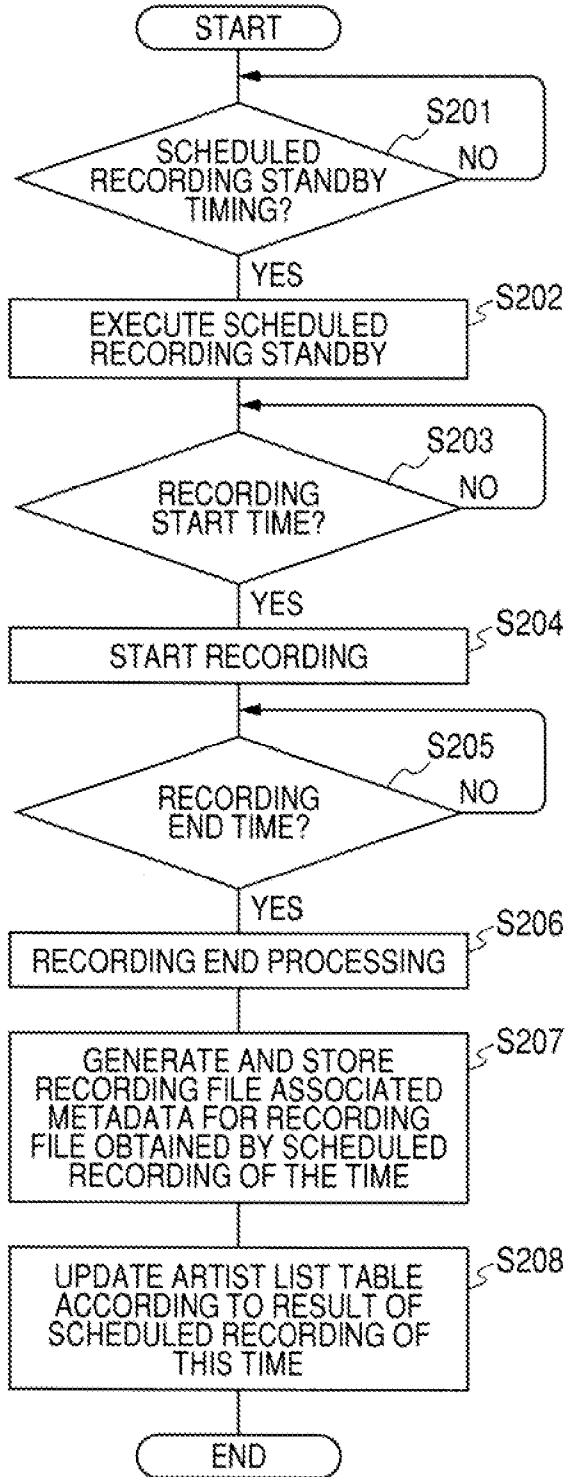 START
S201
SCHEDULED
RECORDING STANDBY
TIMING?
NO
YES
S202
EXECUTE SCHEDULED
RECORDING STANDBY
S203
RECORDING
START TIME?
NO
YES
S204
START RECORDING
S205
RECORDING
END TIME?
NO
YES
S206
RECORDING END PROCESSING
S207
GENERATE AND STORE
RECORDING FILE ASSOCIATED
METADATA FOR RECORDING
FILE OBTAINED BY SCHEDULED
RECORDING OF THE TIME
S208
UPDATE ARTIST LIST TABLE
ACCORDING TO RESULT OF
SCHEDULED RECORDING OF
THIS TIME
END